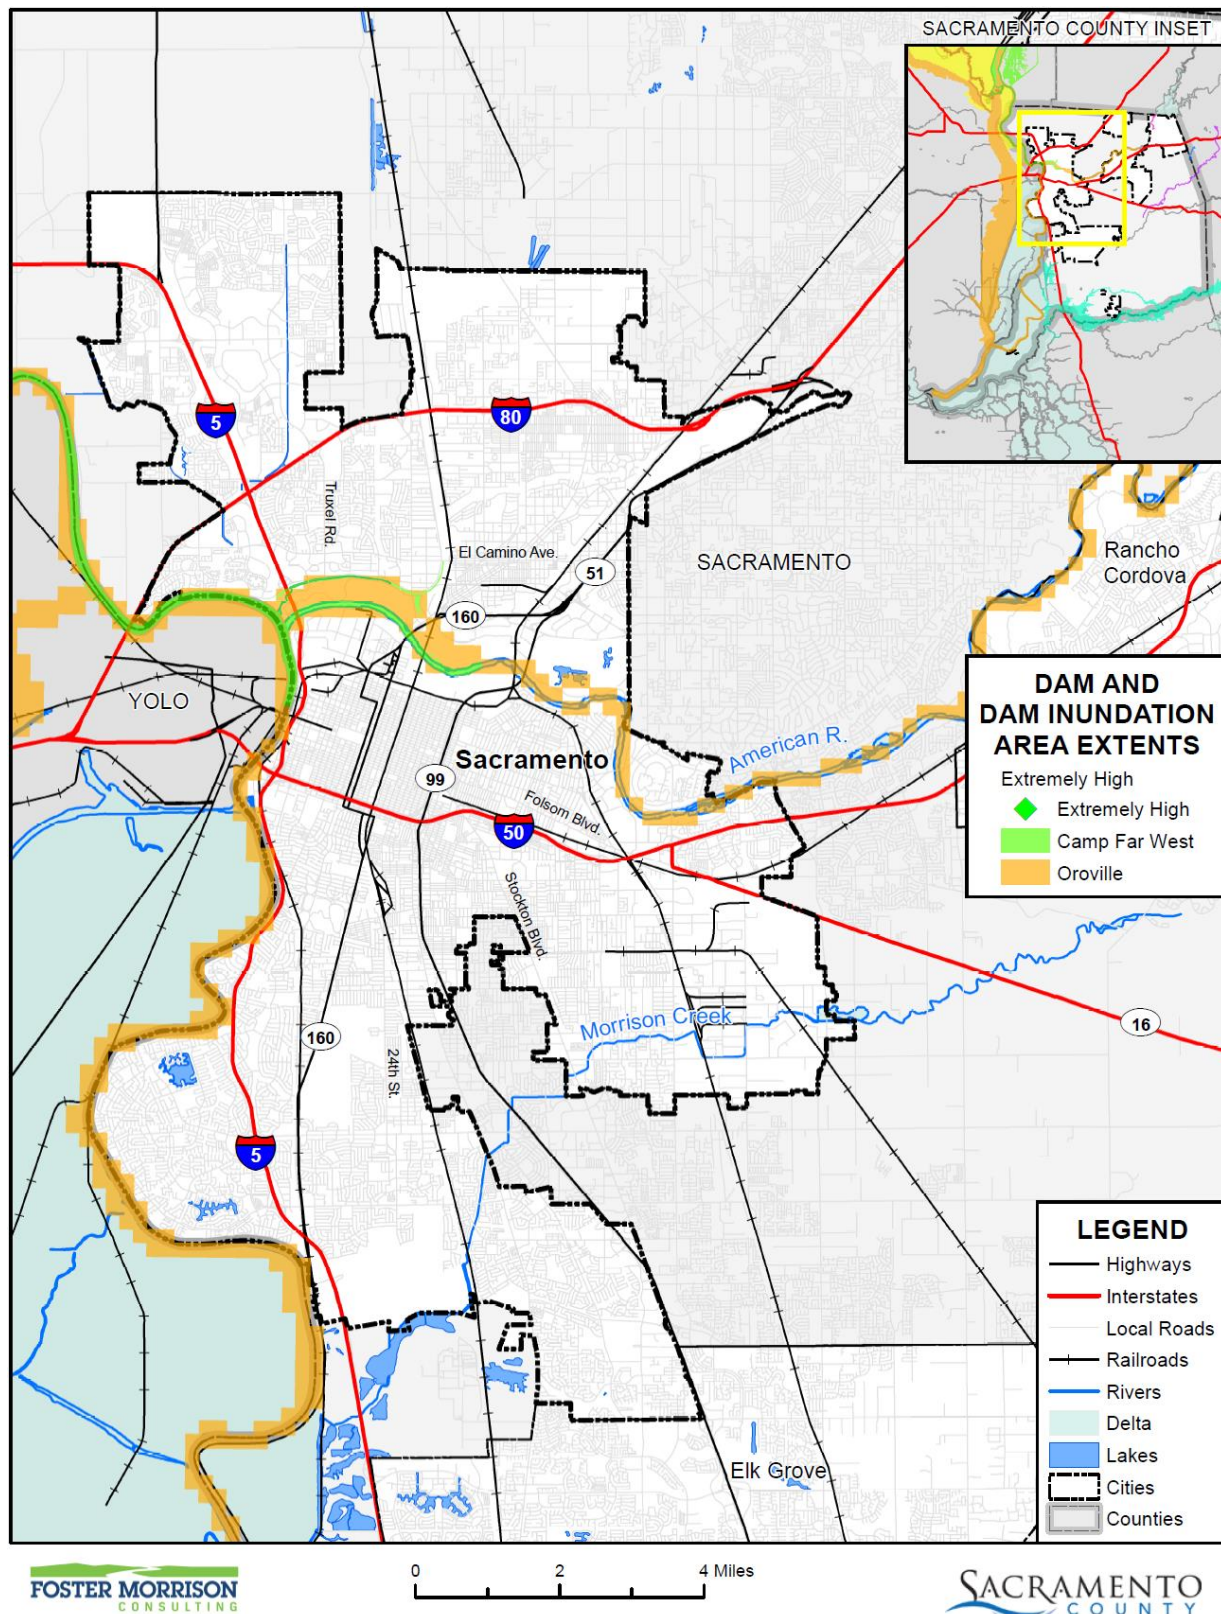 SACRAMENTO COUNTY INSET
5
80
Truxel Rd.
El Camino Ave.
51
160
SACRAMENTO
Rancho
Cordova
YOLO
Sacramento
American R.
99
Folsom Blvd.
50
Stockton Blvd.
DAM AND
DAM INUNDATION
AREA EXTENTS
Extremely High
Extremely High
Camp Far West
Oroville
Morrison Creek
16
160
24th St.
5
Elk Grove
LEGEND
Highways
Interstates
Local Roads
Railroads
Rivers
Delta
Lakes
Cities
Counties
FOSTER MORRISON
CONSULTING
0 2 4 Miles
SACRAMENTO
COUNTY